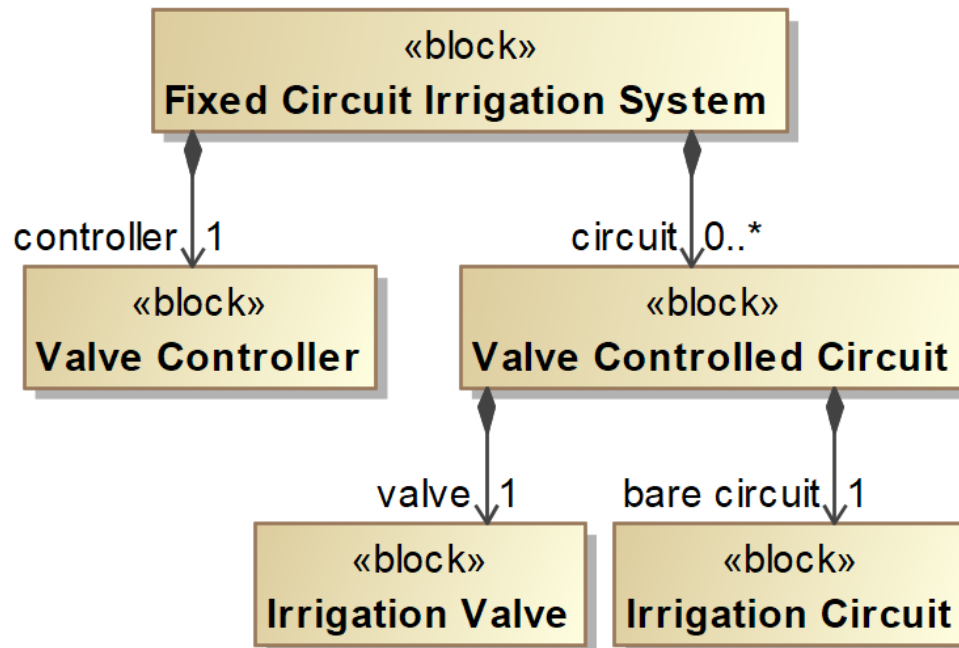 «block»
Fixed Circuit Irrigation System
controller 1
circuit 0..*
«block»
Valve Controller
«block»
Valve Controlled Circuit
valve 1
bare circuit 1
«block»
Irrigation Valve
«block»
Irrigation Circuit